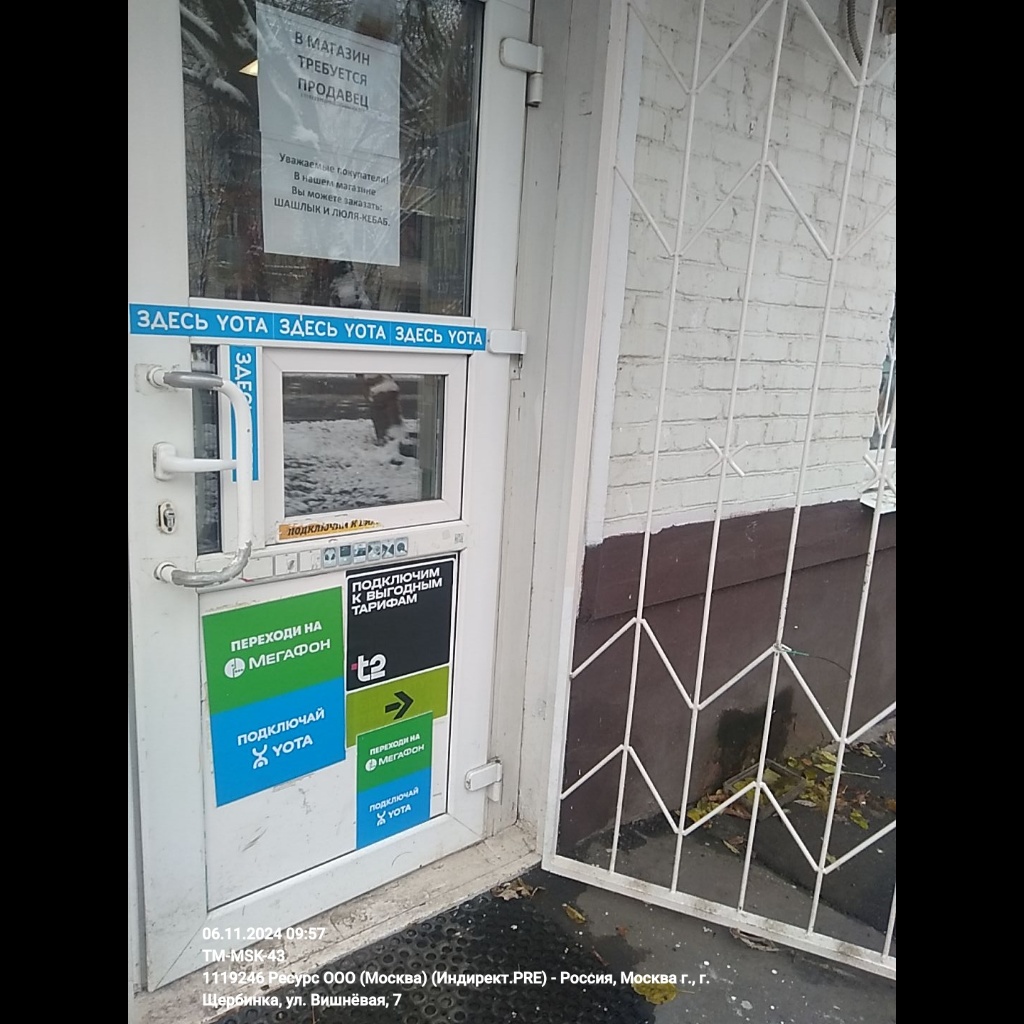 В МАГАЗИН
ТРЕБУЕТСЯ
ПРОДАВЕЦ
Уважаемые покупатели!
В нашем магазине
Вы можете заказать:
ШАШЛЫК И ЛЮЛЯ-КЕБАБ.
ЗДЕСЬ YOTA ЗДЕСЬ YOTA ЗДЕСЬ YOTA
ЗДЕС
ПОДКЛЮЧИМ
К ВЫГОДНЫМ
ТАРИФАМ
t2
ПЕРЕХОДИ НА
МЕГАФОН
ПОДКЛЮЧАЙ
YOTA
ПЕРЕХОДИ НА
МЕГАФОН
ПОДКЛЮЧАЙ
YOTA
06.11.2024 09:57
TM-MSK-43
1119246 Ресурс ООО (Москва) (Индирект.PRE) - Россия, Москва г., г.
Щербинка, ул. Вишнёвая, 7